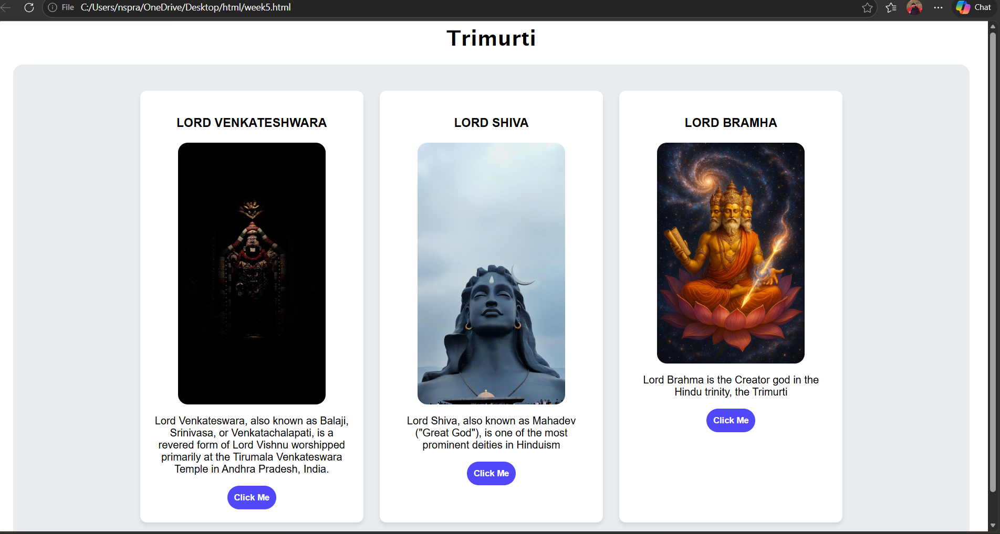 File C:/Users/nspra/OneDrive/Desktop/html/week5.html
Chat
Trimurti
LORD VENKATESHWARA
Lord Venkateswara, also known as Balaji,
Srinivasa, or Venkatachalapati, is a
revered form of Lord Vishnu worshipped
primarily at the Tirumala Venkateswara
Temple in Andhra Pradesh, India.
Click Me
LORD SHIVA
Lord Shiva, also known as Mahadev
("Great God"), is one of the most
prominent deities in Hinduism
Click Me
LORD BRAMHA
Lord Brahma is the Creator god in the
Hindu trinity, the Trimurti
Click Me